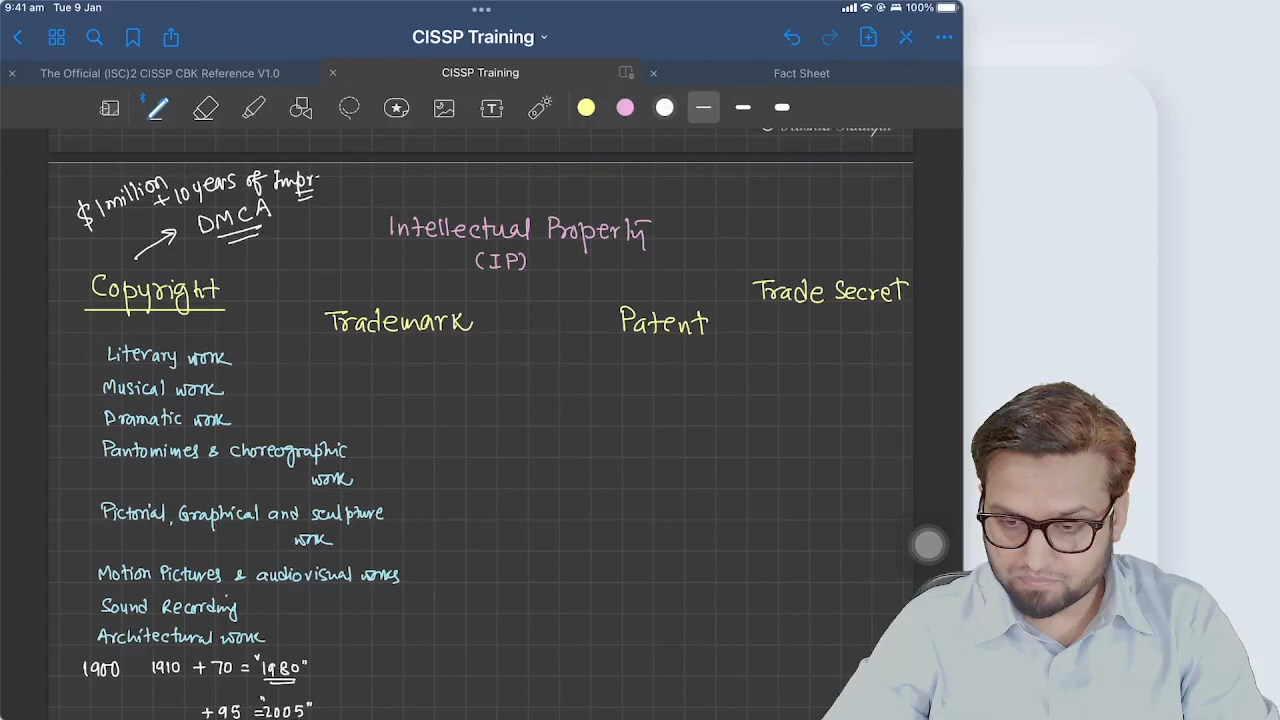 9:41 am Tue 9 Jan
100%
CISSP Training
The Official (ISC)2 CISSP CBK Reference V1.0
CISSP Training
Fact Sheet
$1million + 10 years of Impr.
DMCA
Intellectual Property
(IP)
Copyright
Trademark
Patent
Trade Secret
Literary work
Musical work
Dramatic work
Pantomimes & choreographic
work
Pictorial, Graphical and sculpture
work
Motion Pictures & audiovisual works
Sound Recording
Architectural work
1900 1910 + 70 = "1980"
+ 95 = "2005"